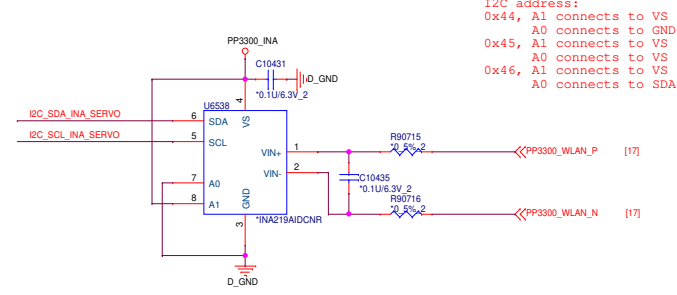 I2C address:
0x44, A1 connects to VS
A0 connects to GND
0x45, A1 connects to VS
A0 connects to VS
0x46, A1 connects to VS
A0 connects to SDA
PP3300_INA
C10431
D_GND
*0.1U/6.3V_2
U6538
I2C_SDA_INA_SERVO
6
SDA
4
VS
I2C_SCL_INA_SERVO
5
SCL
VIN+
1
R90715
*0_5%_2
PP3300_WLAN_P
[17]
VIN-
2
C10435
*0.1U/6.3V_2
7
A0
8
A1
GND
3
*INA219AIDCNR
R90716
*0_5%_2
PP3300_WLAN_N
[17]
D_GND